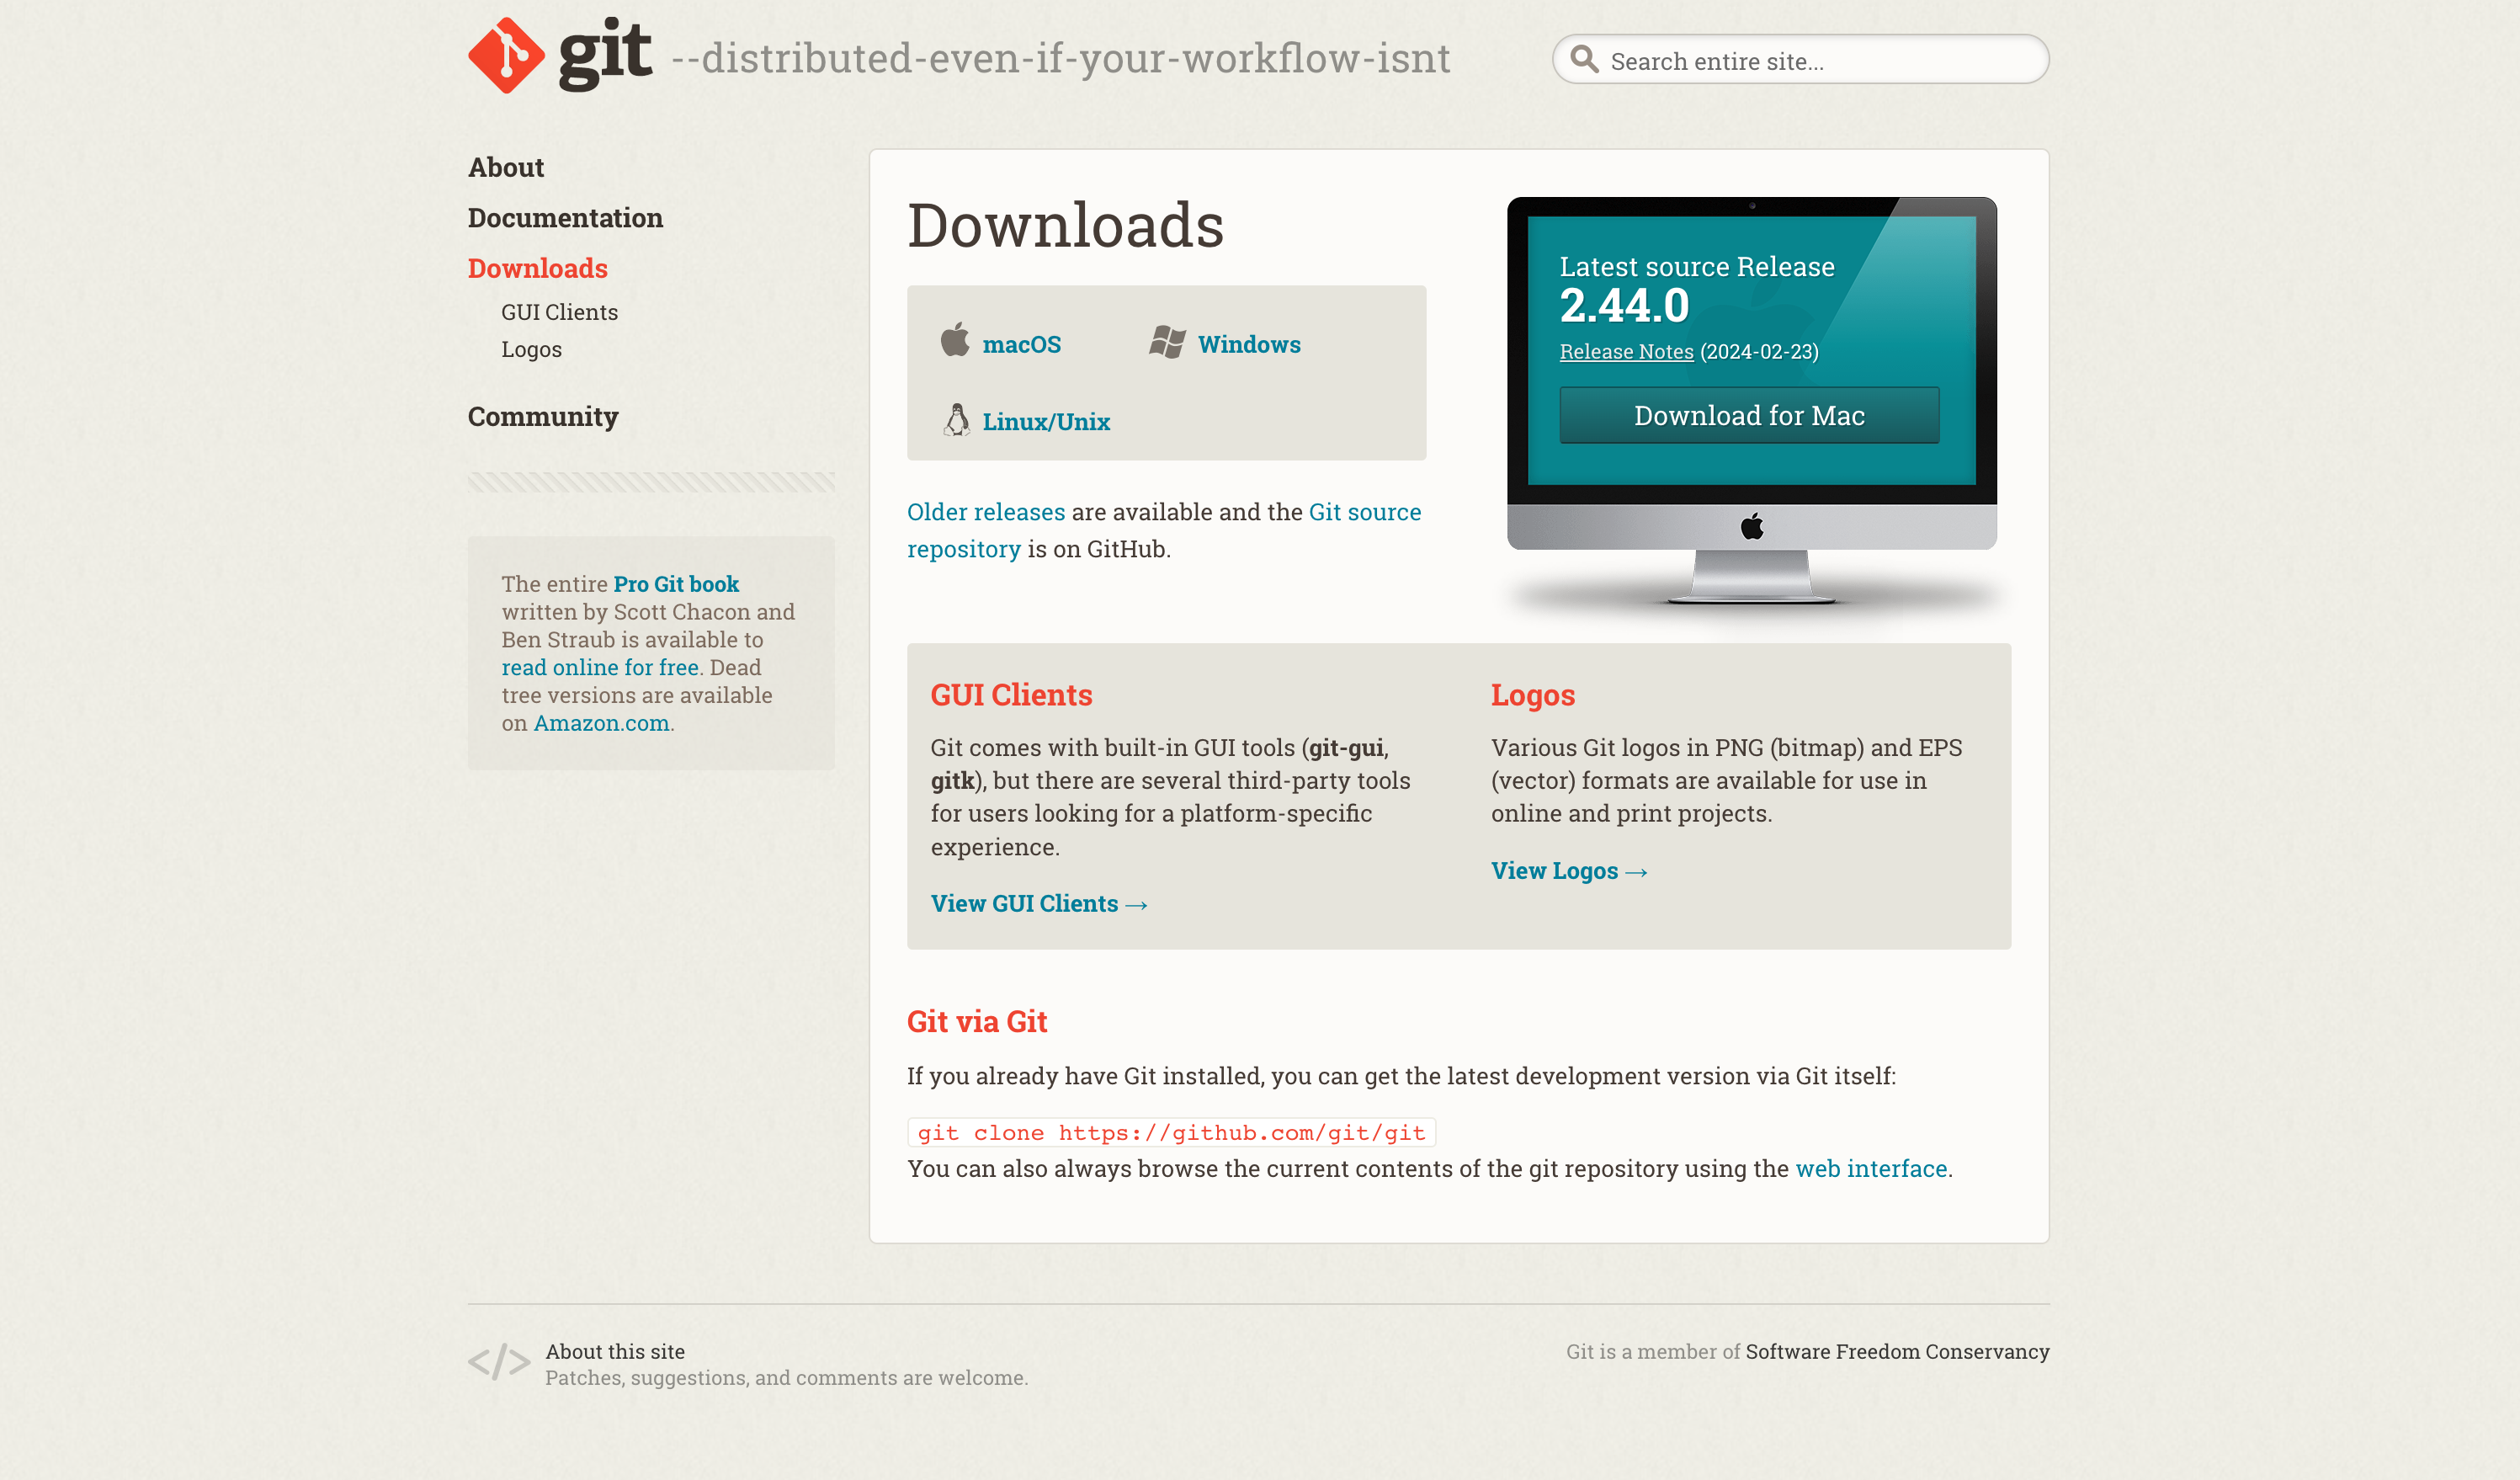 git --distributed-even-if-your-workflow-isnt
Search entire site...
About
Documentation
Downloads
GUI Clients
Logos
Community
The entire Pro Git book
written by Scott Chacon and
Ben Straub is available to
read online for free. Dead
tree versions are available
on Amazon.com.
Downloads
macOS
Windows
Linux/Unix
Older releases are available and the Git source
repository is on GitHub.
Latest source Release
2.44.0
Release Notes (2024-02-23)
Download for Mac
GUI Clients
Git comes with built-in GUI tools (git-gui,
gitk), but there are several third-party tools
for users looking for a platform-specific
experience.
View GUI Clients →
Logos
Various Git logos in PNG (bitmap) and EPS
(vector) formats are available for use in
online and print projects.
View Logos →
Git via Git
If you already have Git installed, you can get the latest development version via Git itself:
git clone https://github.com/git/git
You can also always browse the current contents of the git repository using the web interface.
</> About this site
Patches, suggestions, and comments are welcome.
Git is a member of Software Freedom Conservancy